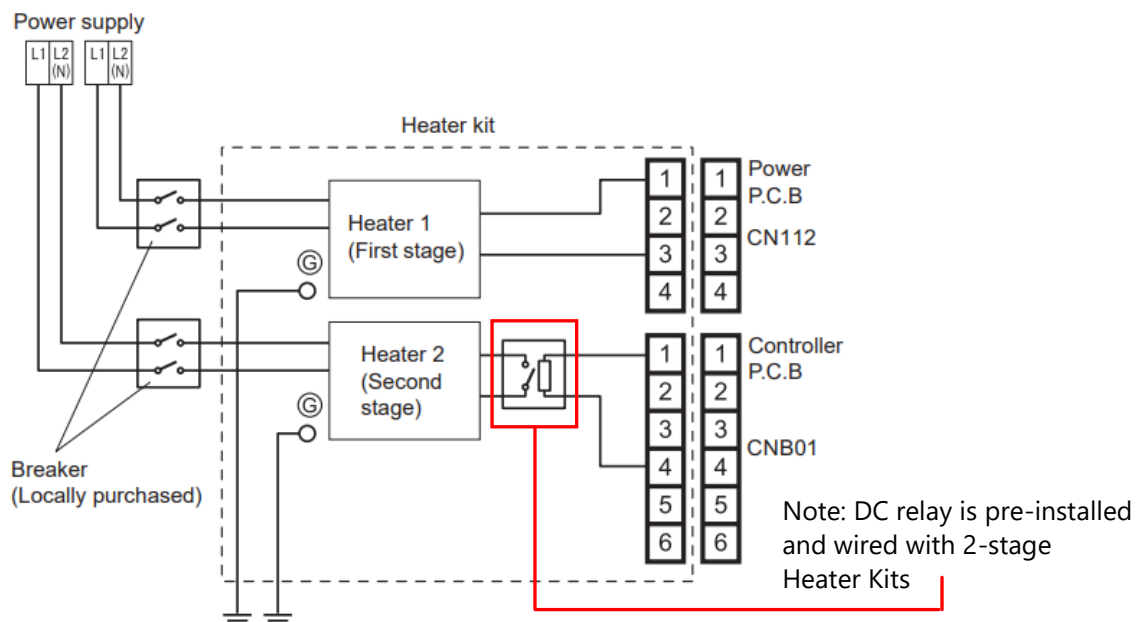 Power supply
L1 L2 (N) L1 L2 (N)
Heater kit
Heater 1
(First stage)
G
1
2
3
4
1
2
3
4
Power
P.C.B
CN112
Heater 2
(Second
stage)
G
1
2
3
4
5
6
1
2
3
4
5
6
Controller
P.C.B
CNB01
Breaker
(Locally purchased)
Note: DC relay is pre-installed
and wired with 2-stage
Heater Kits